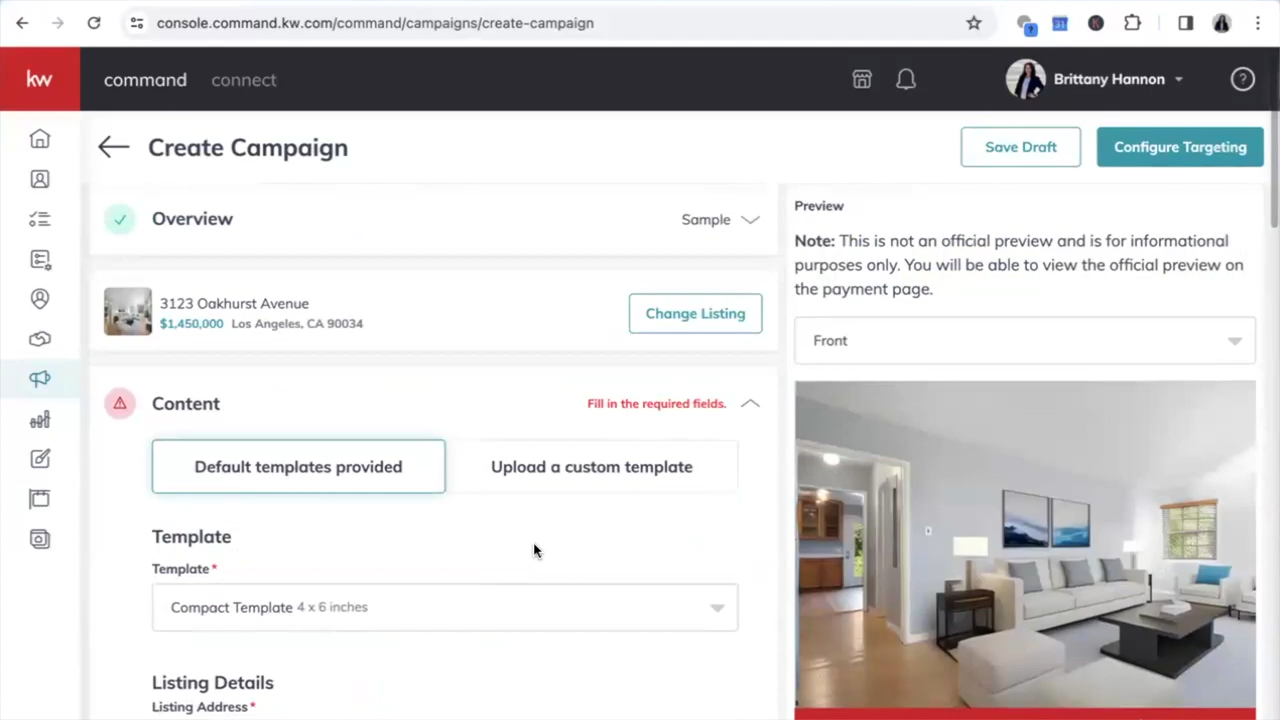 console.command.kw.com/command/campaigns/create-campaign
kw
command
connect
Brittany Hannon
Create Campaign
Save Draft
Configure Targeting
Overview
Sample
3123 Oakhurst Avenue
$1,450,000 Los Angeles, CA 90034
Change Listing
Content
Fill in the required fields.
Default templates provided
Upload a custom template
Template
Template*
Compact Template 4 x 6 inches
Listing Details
Listing Address*
Preview
Note: This is not an official preview and is for informational
purposes only. You will be able to view the official preview on
the payment page.
Front